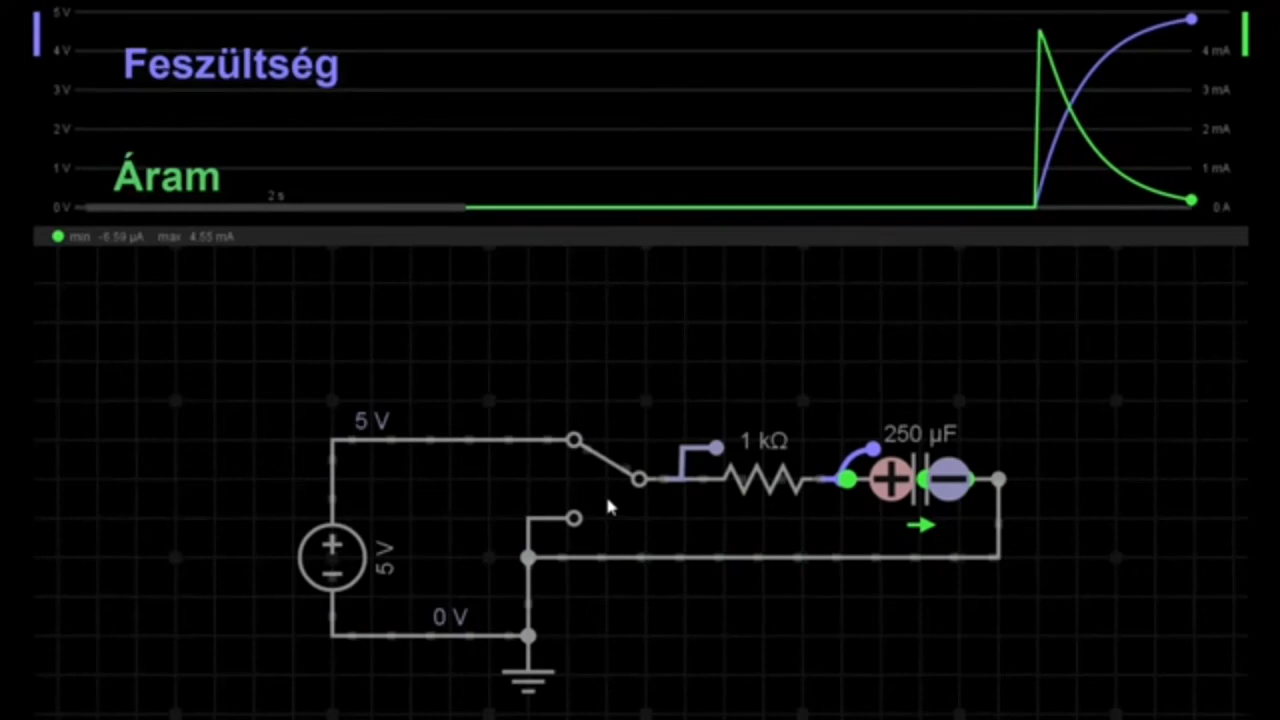 5 V
4 V
4 mA
Feszültség
3 V
3 mA
2 V
2 mA
1 V
1 mA
Áram
2 s
0 V
0 A
min -6.59 µA max 4.55 mA
5 V
1 kΩ
250 µF
5 V
0 V